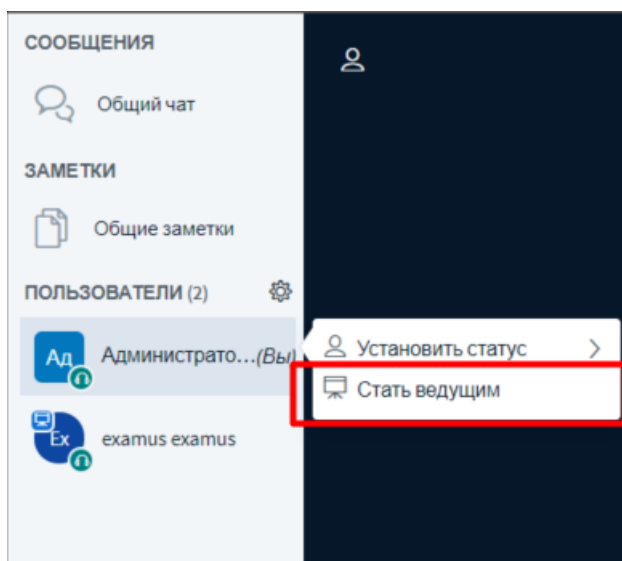 СООБЩЕНИЯ
Общий чат
ЗАМЕТКИ
Общие заметки
ПОЛЬЗОВАТЕЛИ (2)
Ад Администрато…(Вы)
Установить статус
Стать ведущим
Ex examus examus